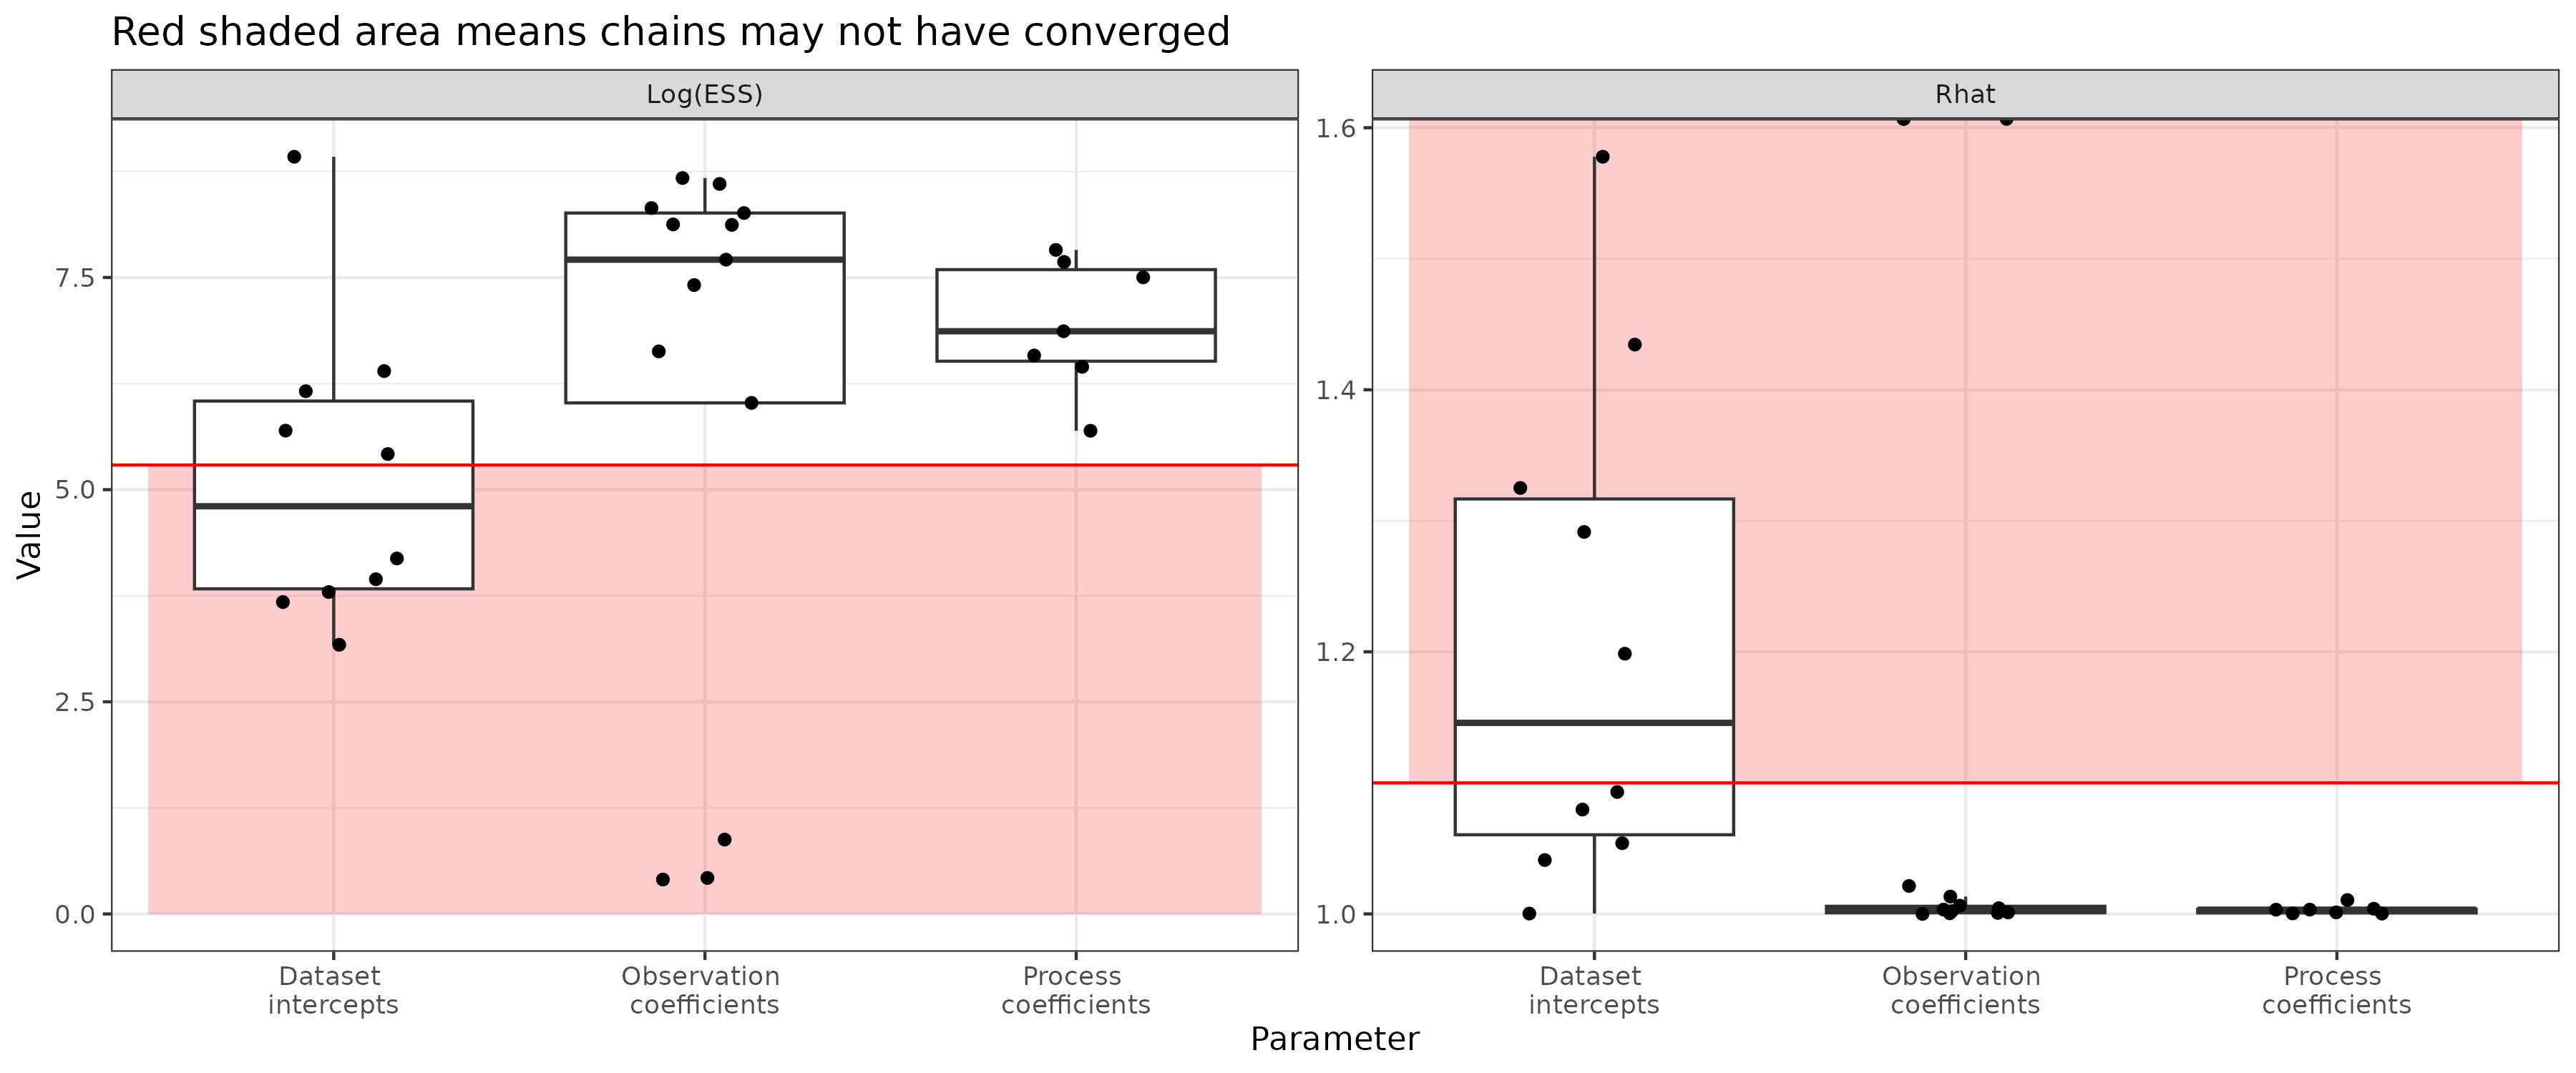 Red shaded area means chains may not have converged
Log(ESS)
Rhat
Value
7.5
5.0
2.5
0.0
1.6
1.4
1.2
1.0
Dataset
intercepts
Observation
coefficients
Process
coefficients
Dataset
intercepts
Observation
coefficients
Process
coefficients
Parameter